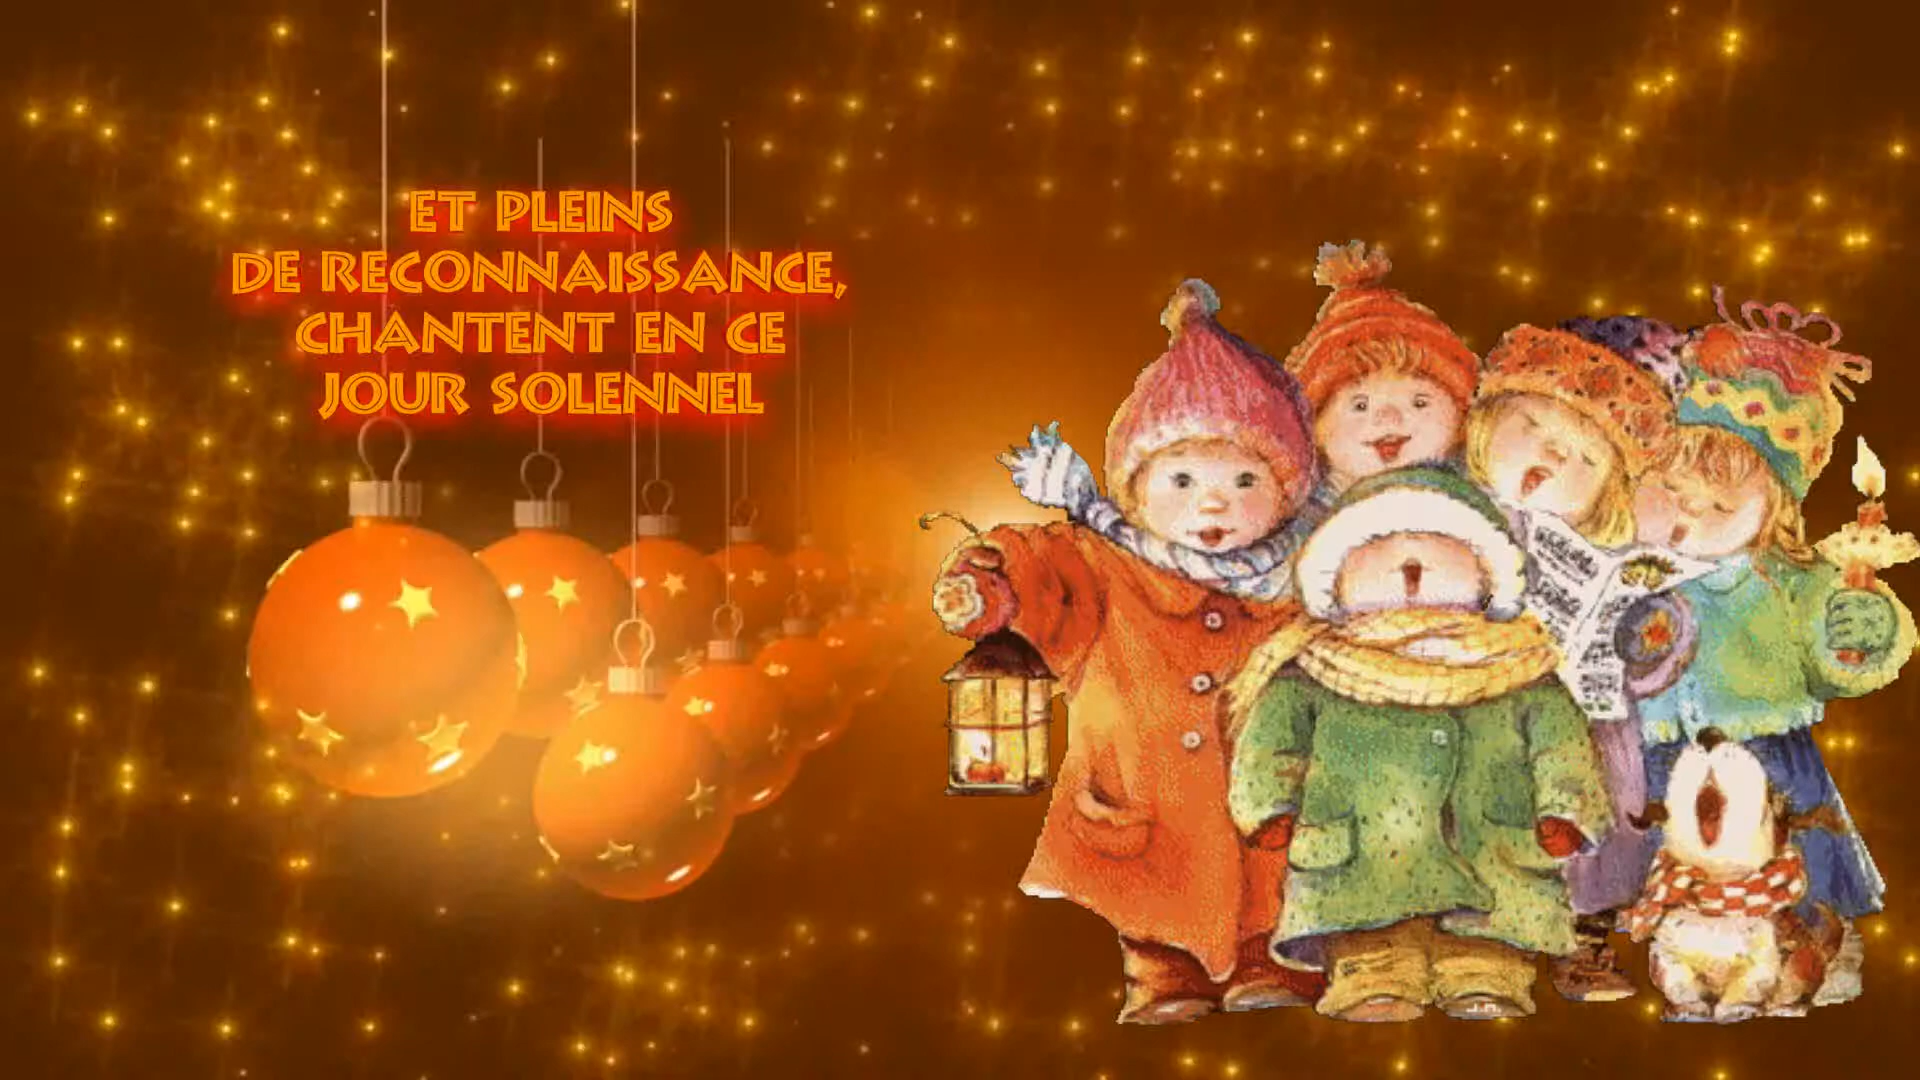 ET PLEINS
DE RECONNAISSANCE,
CHANTENT EN CE
JOUR SOLENNEL